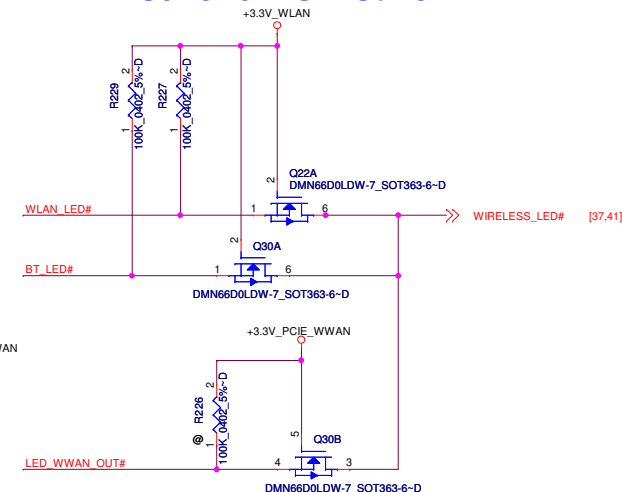 +3.3V_WLAN
R229
2
1
100K_0402_5%~D
R227
2
1
100K_0402_5%~D
2
Q22A
DMN66D0LDW-7_SOT363-6~D
WLAN_LED#
1
6
WIRELESS_LED#
[37,41]
2
Q30A
BT_LED#
1
6
DMN66D0LDW-7_SOT363-6~D
+3.3V_PCIE_WWAN
WAN
R226
2
1
@
100K_0402_5%~D
5
Q30B
LED_WWAN_OUT#
4
3
DMN66D0LDW-7_SOT363-6~D